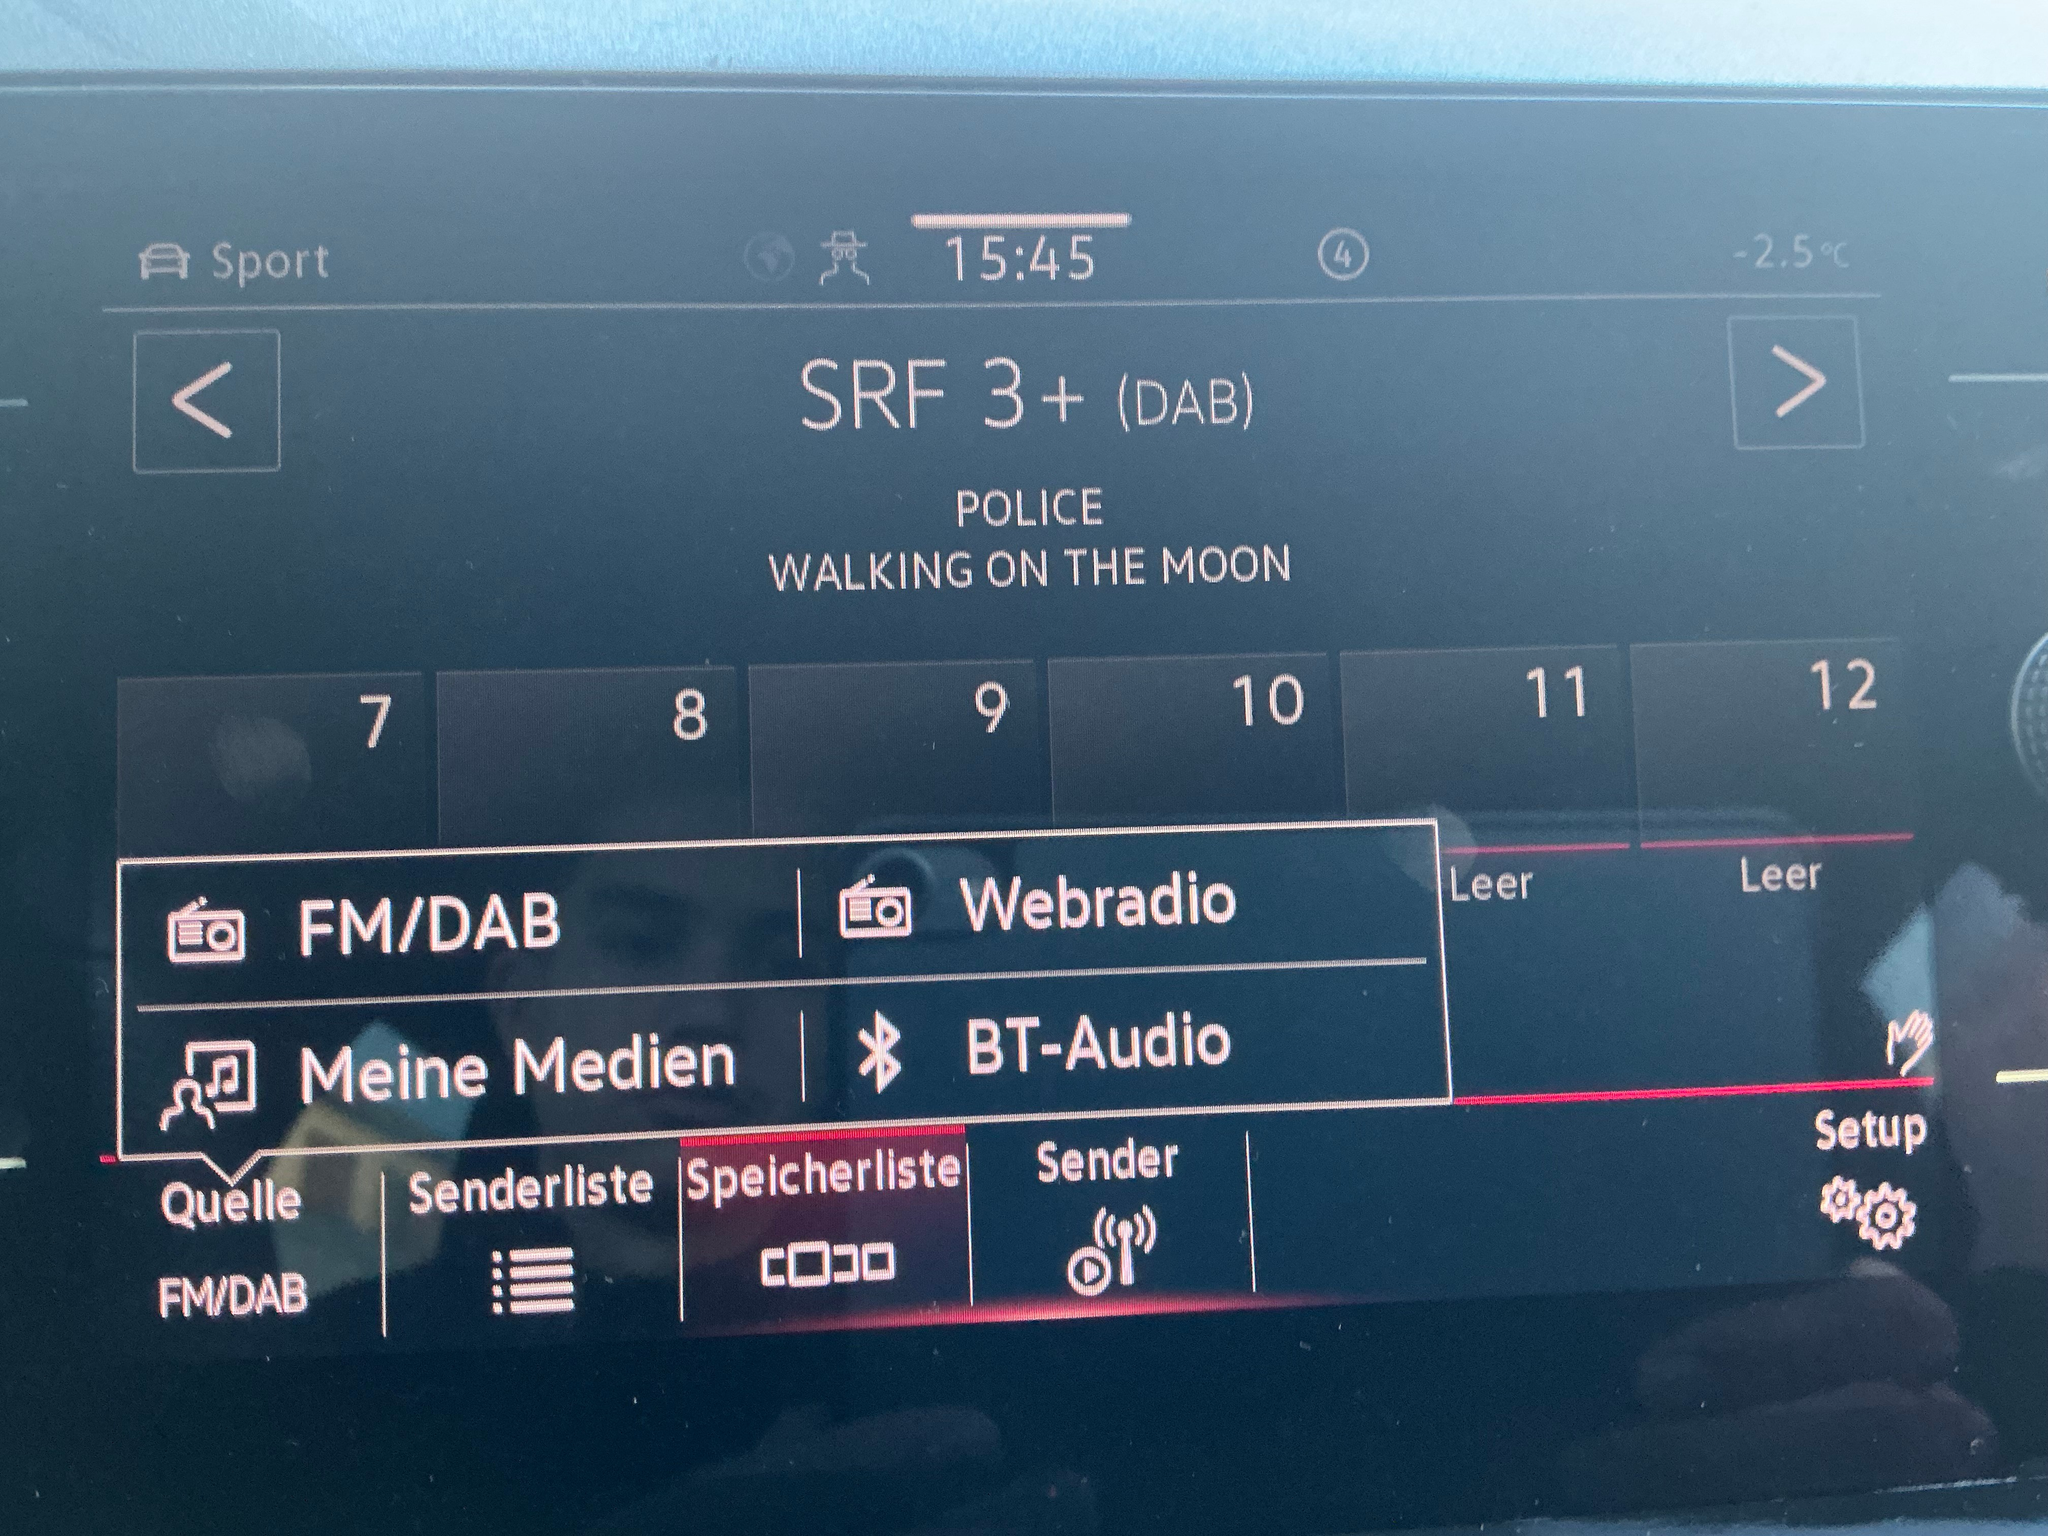 Sport
15:45
4
-2.5°C
<
>
SRF 3+ (DAB)
POLICE
WALKING ON THE MOON
7 8 9 10 11 12
FM/DAB
Webradio
Leer
Leer
Meine Medien
BT-Audio
Quelle
FM/DAB
Senderliste
Speicherliste
Sender
Setup